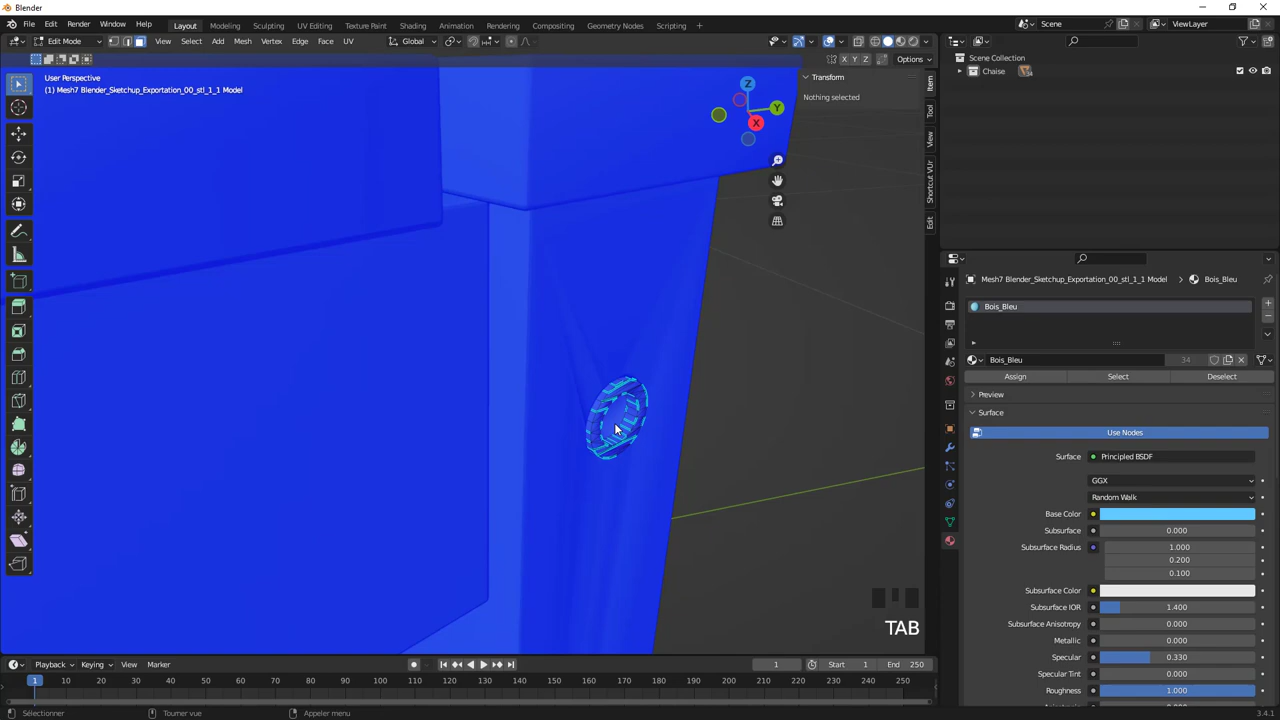 Blender
File Edit Render Window Help Layout Modeling Sculpting UV Editing Texture Paint Shading Animation Rendering Compositing Geometry Nodes Scripting + Scene ViewLayer
Edit Mode View Select Add Mesh Vertex Edge Face UV Global
X Y Z Options
User Perspective
(1) Mesh7 Blender_Sketchup_Exportation_00_stl_1_1 Model
Transform
Nothing selected
Z
Y
X
Item
Tool
View
Shortcut VUr
Edit
Scene Collection
Chaise
Mesh7 Blender_Sketchup_Exportation_00_stl_1_1 Model > Bois_Bleu
Bois_Bleu
Bois_Bleu 34
Assign Select Deselect
Preview
Surface
Use Nodes
Surface Principled BSDF
GGX
Random Walk
Base Color
Subsurface 0.000
Subsurface Radius 1.000
0.200
0.100
Subsurface Color
Subsurface IOR 1.400
Subsurface Anisotropy 0.000
Metallic 0.000
Specular 0.330
Specular Tint 0.000
Roughness 1.000
TAB
Playback Keying View Marker 1 Start 1 End 250
1 10 20 30 40 50 60 70 80 90 100 110 120 130 140 150 160 170 180 190 200 210 220 230 240 250
Sélectionner Tourner vue Appeler menu 3.4.1